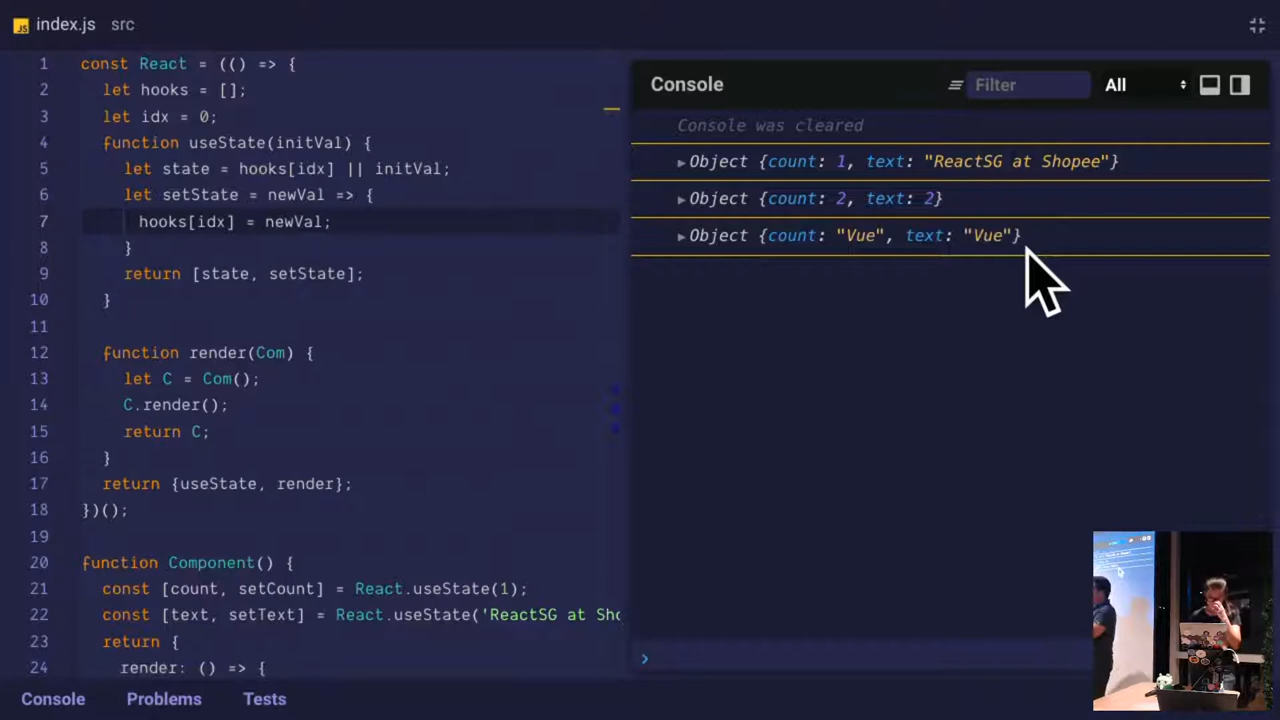 index.js src
1 const React = (() => {
2 let hooks = [];
3 let idx = 0;
4 function useState(initVal) {
5 let state = hooks[idx] || initVal;
6 let setState = newVal => {
7 hooks[idx] = newVal;
8 }
9 return [state, setState];
10 }
11
12 function render(Com) {
13 let C = Com();
14 C.render();
15 return C;
16 }
17 return {useState, render};
18 })();
19
20 function Component() {
21 const [count, setCount] = React.useState(1);
22 const [text, setText] = React.useState('ReactSG at Sho
23 return {
24 render: () => {
Console Filter All
Console was cleared
▶Object {count: 1, text: "ReactSG at Shopee"}
Object {count: 2, text: 2}
▶Object {count: "Vue", text: "Vue"}
›
Console Problems Tests